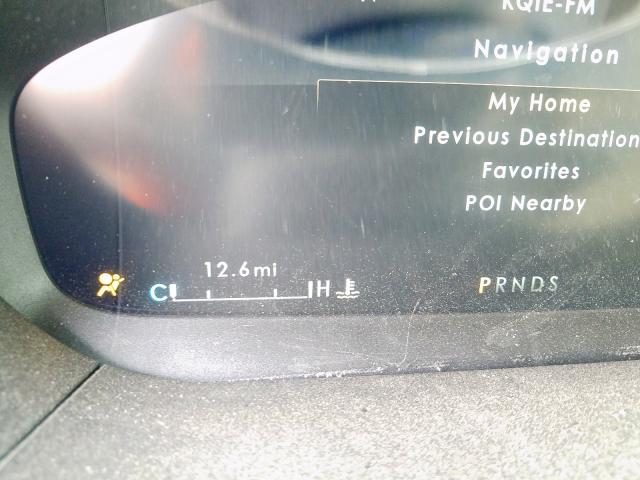 KQIE-FM
Navigation
My Home
Previous Destination
Favorites
POI Nearby
12.6mi
C H
PRNDS